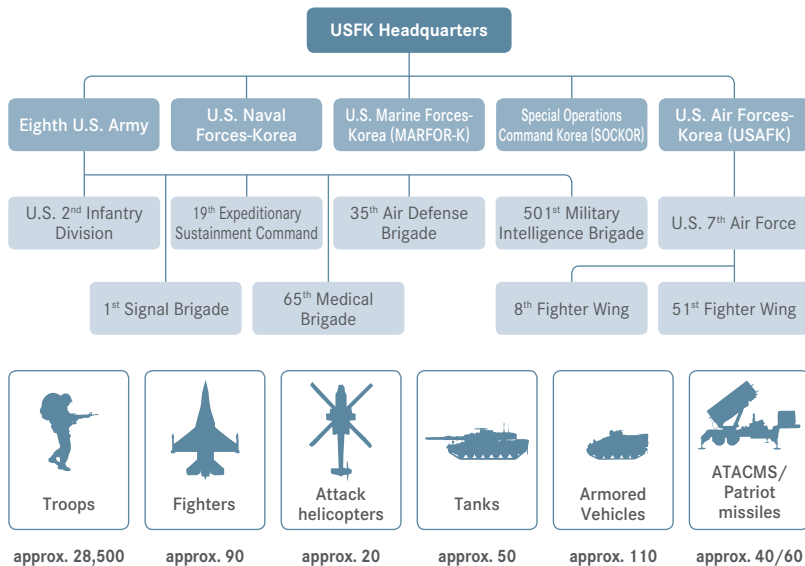 USFK Headquarters
Eighth U.S. Army
U.S. Naval
Forces-Korea
U.S. Marine Forces-
Korea (MARFOR-K)
Special Operations
Command Korea (SOCKOR)
U.S. Air Forces-
Korea (USAFK)
U.S. 2nd Infantry
Division
19th Expeditionary
Sustainment Command
35th Air Defense
Brigade
501st Military
Intelligence Brigade
U.S. 7th Air Force
1st Signal Brigade
65th Medical
Brigade
8th Fighter Wing
51st Fighter Wing
Troops
Fighters
Attack
helicopters
Tanks
Armored
Vehicles
ATACMS/
Patriot
missiles
approx. 28,500
approx. 90
approx. 20
approx. 50
approx. 110
approx. 40/60